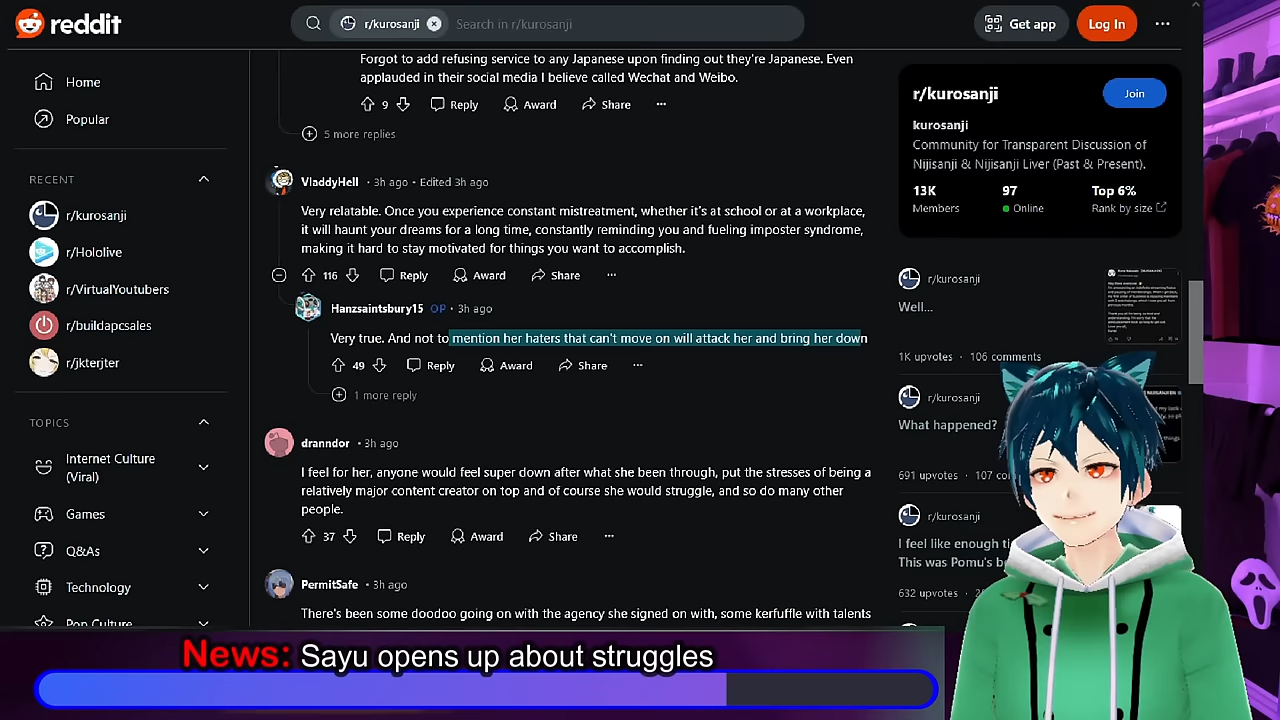 reddit
r/kurosanji
Search in r/kurosanji
Get app
Log In
Home
Popular
RECENT
r/kurosanji
r/Hololive
r/VirtualYoutubers
r/buildapcsales
r/jkterjter
TOPICS
Internet Culture
(Viral)
Games
Q&As
Technology
Pop Culture
Forgot to add refusing service to any Japanese upon finding out they're Japanese. Even
applauded in their social media I believe called Wechat and Weibo.
9 Reply Award Share
5 more replies
VladdyHell • 3h ago • Edited 3h ago
Very relatable. Once you experience constant mistreatment, whether it's at school or at a workplace,
it will haunt your dreams for a long time, constantly reminding you and fueling imposter syndrome,
making it hard to stay motivated for things you want to accomplish.
116 Reply Award Share
Hanzsaintsbury15 OP • 3h ago
Very true. And not to mention her haters that can't move on will attack her and bring her down
49 Reply Award Share
1 more reply
dranndor • 3h ago
I feel for her, anyone would feel super down after what she been through, put the stresses of being a
relatively major content creator on top and of course she would struggle, and so do many other
people.
37 Reply Award Share
PermitSafe • 3h ago
There's been some doodoo going on with the agency she signed on with, some kerfuffle with talents
r/kurosanji
Join
kurosanji
Community for Transparent Discussion of
Nijisanji & Nijisanji Liver (Past & Present).
13K 97 Top 6%
Members Online Rank by size
r/kurosanji
Well...
1K upvotes • 106 comments
r/kurosanji
What happened?
691 upvotes • 107
r/kurosanji
I feel like enough
This was Pomu's
632 upvotes
News: Sayu opens up about struggles